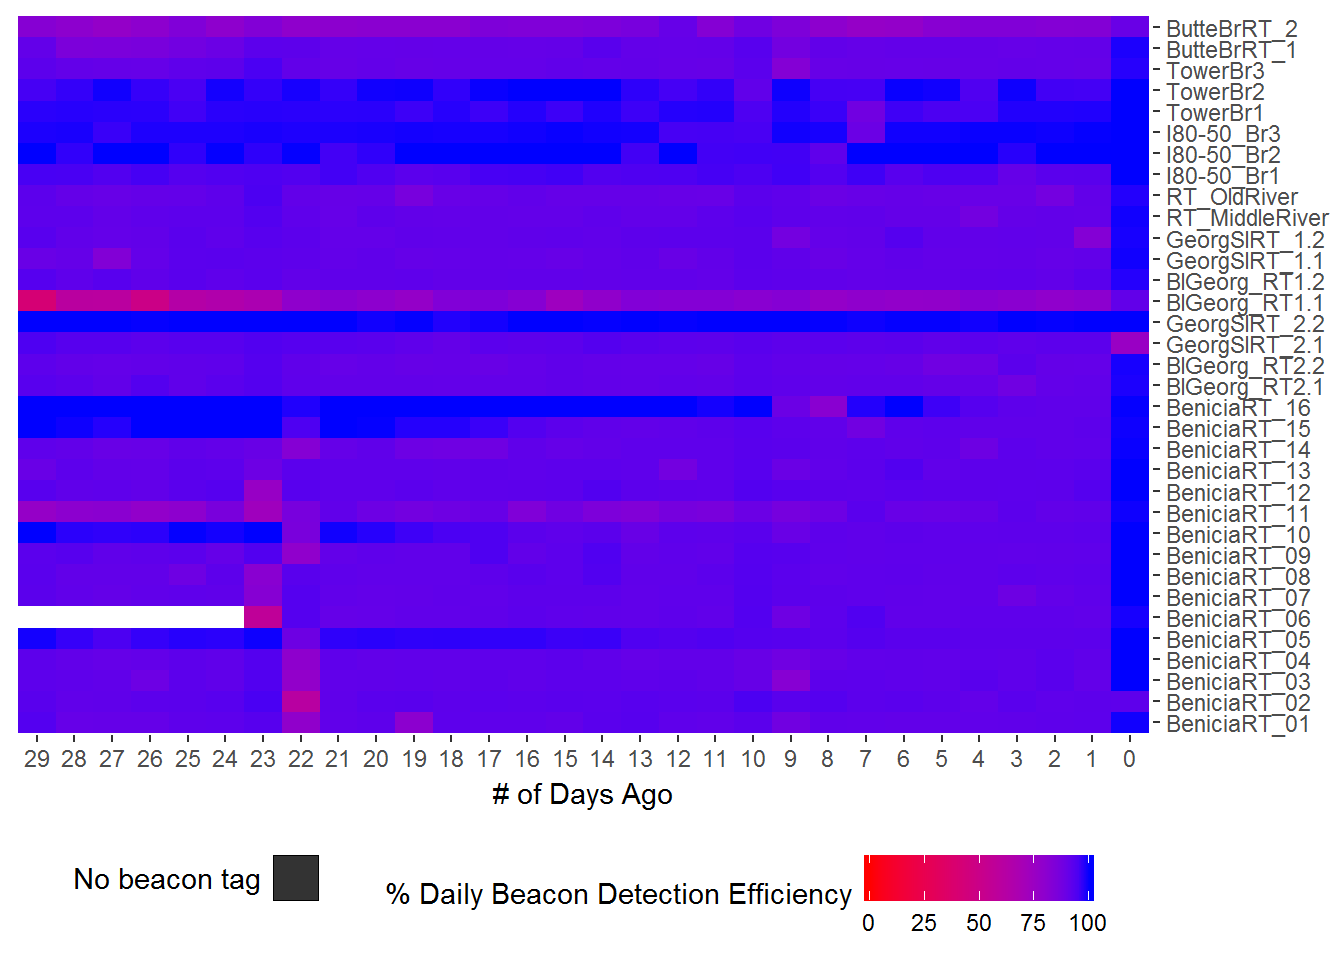 ButteBrRT_2
ButteBrRT_1
TowerBr3
TowerBr2
TowerBr1
I80-50_Br3
I80-50_Br2
I80-50_Br1
RT_OldRiver
RT_MiddleRiver
GeorgSlRT_1.2
GeorgSlRT_1.1
BlGeorg_RT1.2
BlGeorg_RT1.1
GeorgSlRT_2.2
GeorgSlRT_2.1
BlGeorg_RT2.2
BlGeorg_RT2.1
BeniciaRT_16
BeniciaRT_15
BeniciaRT_14
BeniciaRT_13
BeniciaRT_12
BeniciaRT_11
BeniciaRT_10
BeniciaRT_09
BeniciaRT_08
BeniciaRT_07
BeniciaRT_06
BeniciaRT_05
BeniciaRT_04
BeniciaRT_03
BeniciaRT_02
BeniciaRT_01
29 28 27 26 25 24 23 22 21 20 19 18 17 16 15 14 13 12 11 10 9 8 7 6 5 4 3 2 1 0
# of Days Ago
No beacon tag
% Daily Beacon Detection Efficiency
0 25 50 75 100